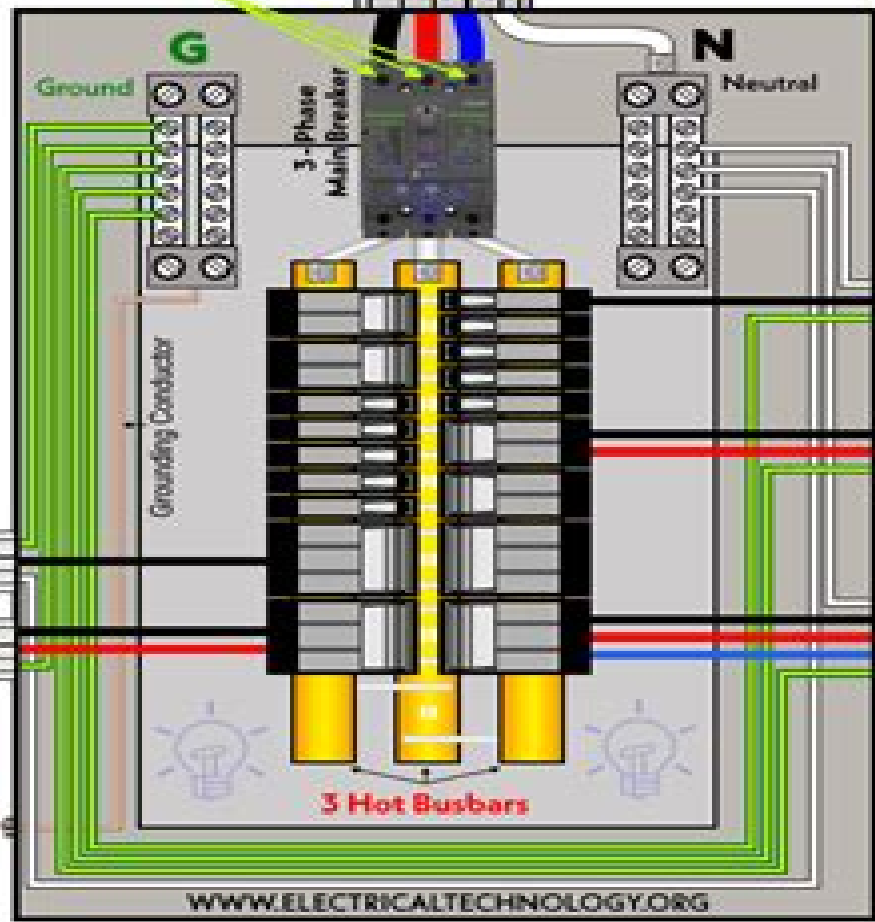 G
N
Ground
Neutral
3-Phase
Main Breaker
Grounding Conductor
3 Hot Busbars
WWW.ELECTRICALTECHNOLOGY.ORG